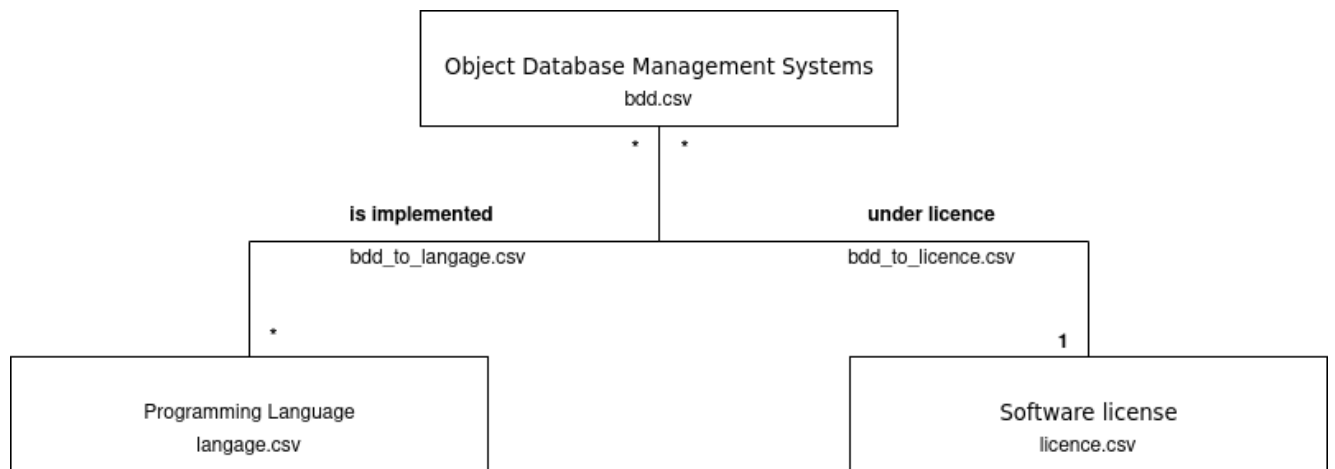 Object Database Management Systems
bdd.csv
*
*
is implemented
under licence
bdd_to_langage.csv
bdd_to_licence.csv
*
1
Programming Language
langage.csv
Software license
licence.csv